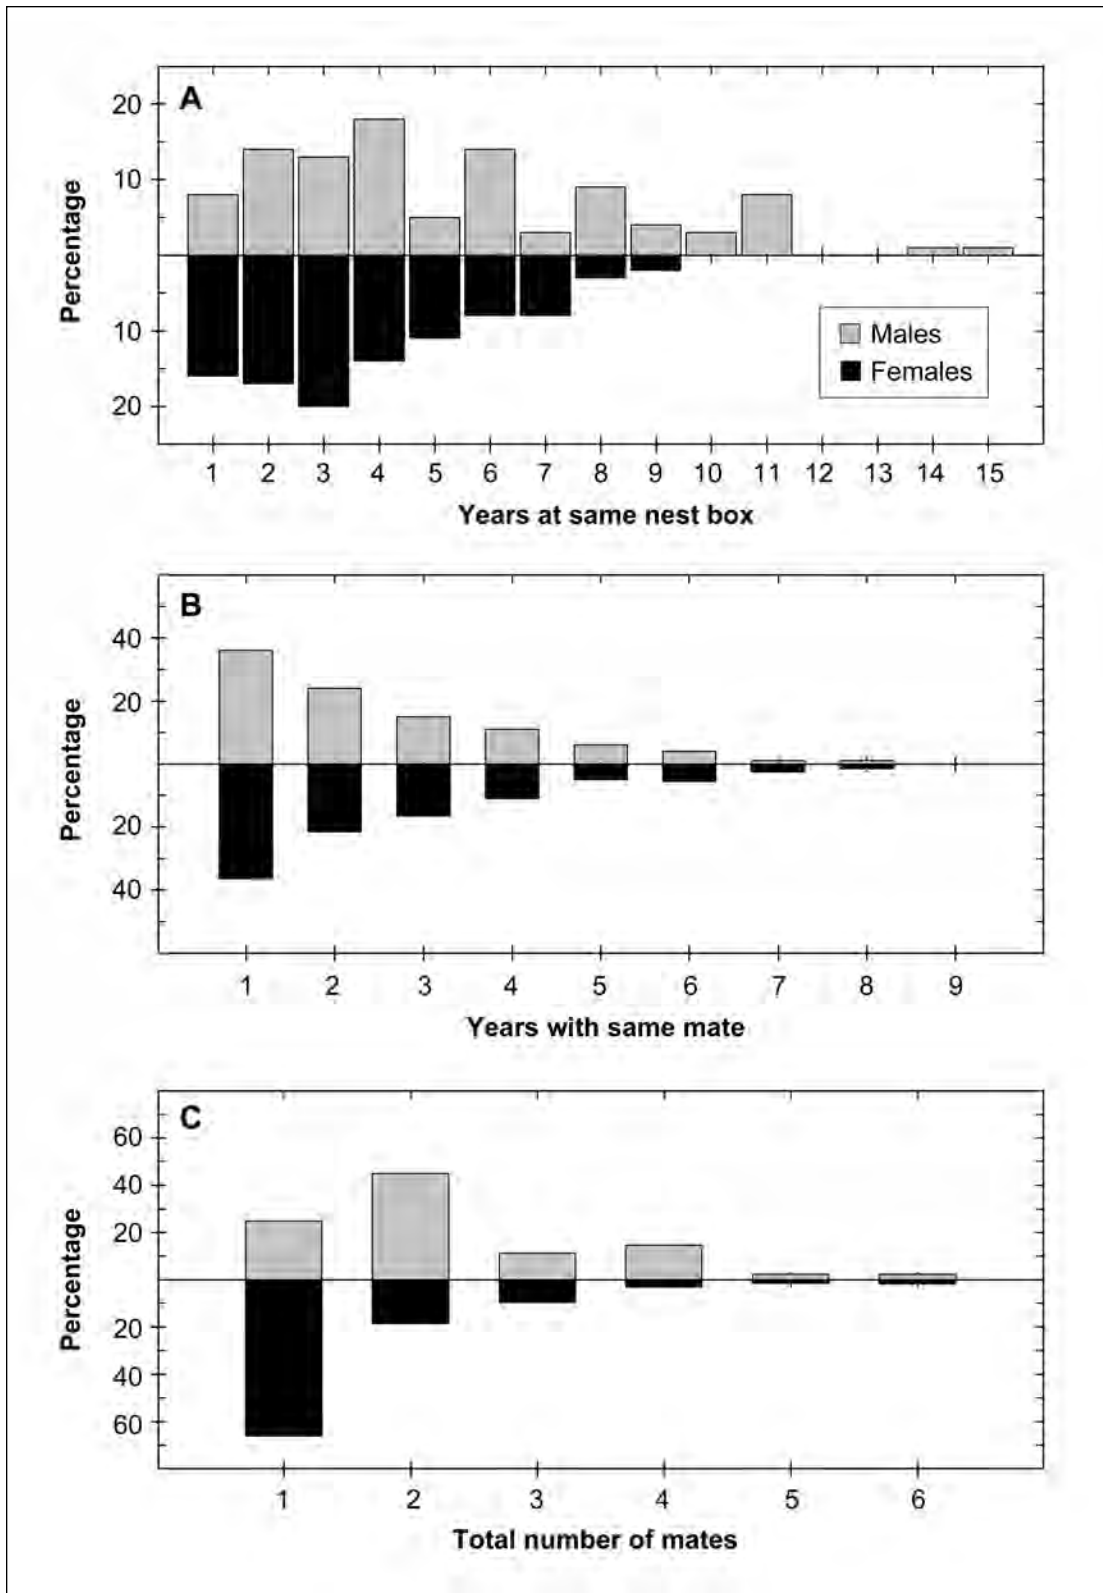 A
Percentage
20
10
10
20
Males
Females
1 2 3 4 5 6 7 8 9 10 11 12 13 14 15
Years at same nest box
B
Percentage
40
20
20
40
1 2 3 4 5 6 7 8 9
Years with same mate
C
Percentage
60
40
20
20
40
60
1 2 3 4 5 6
Total number of mates